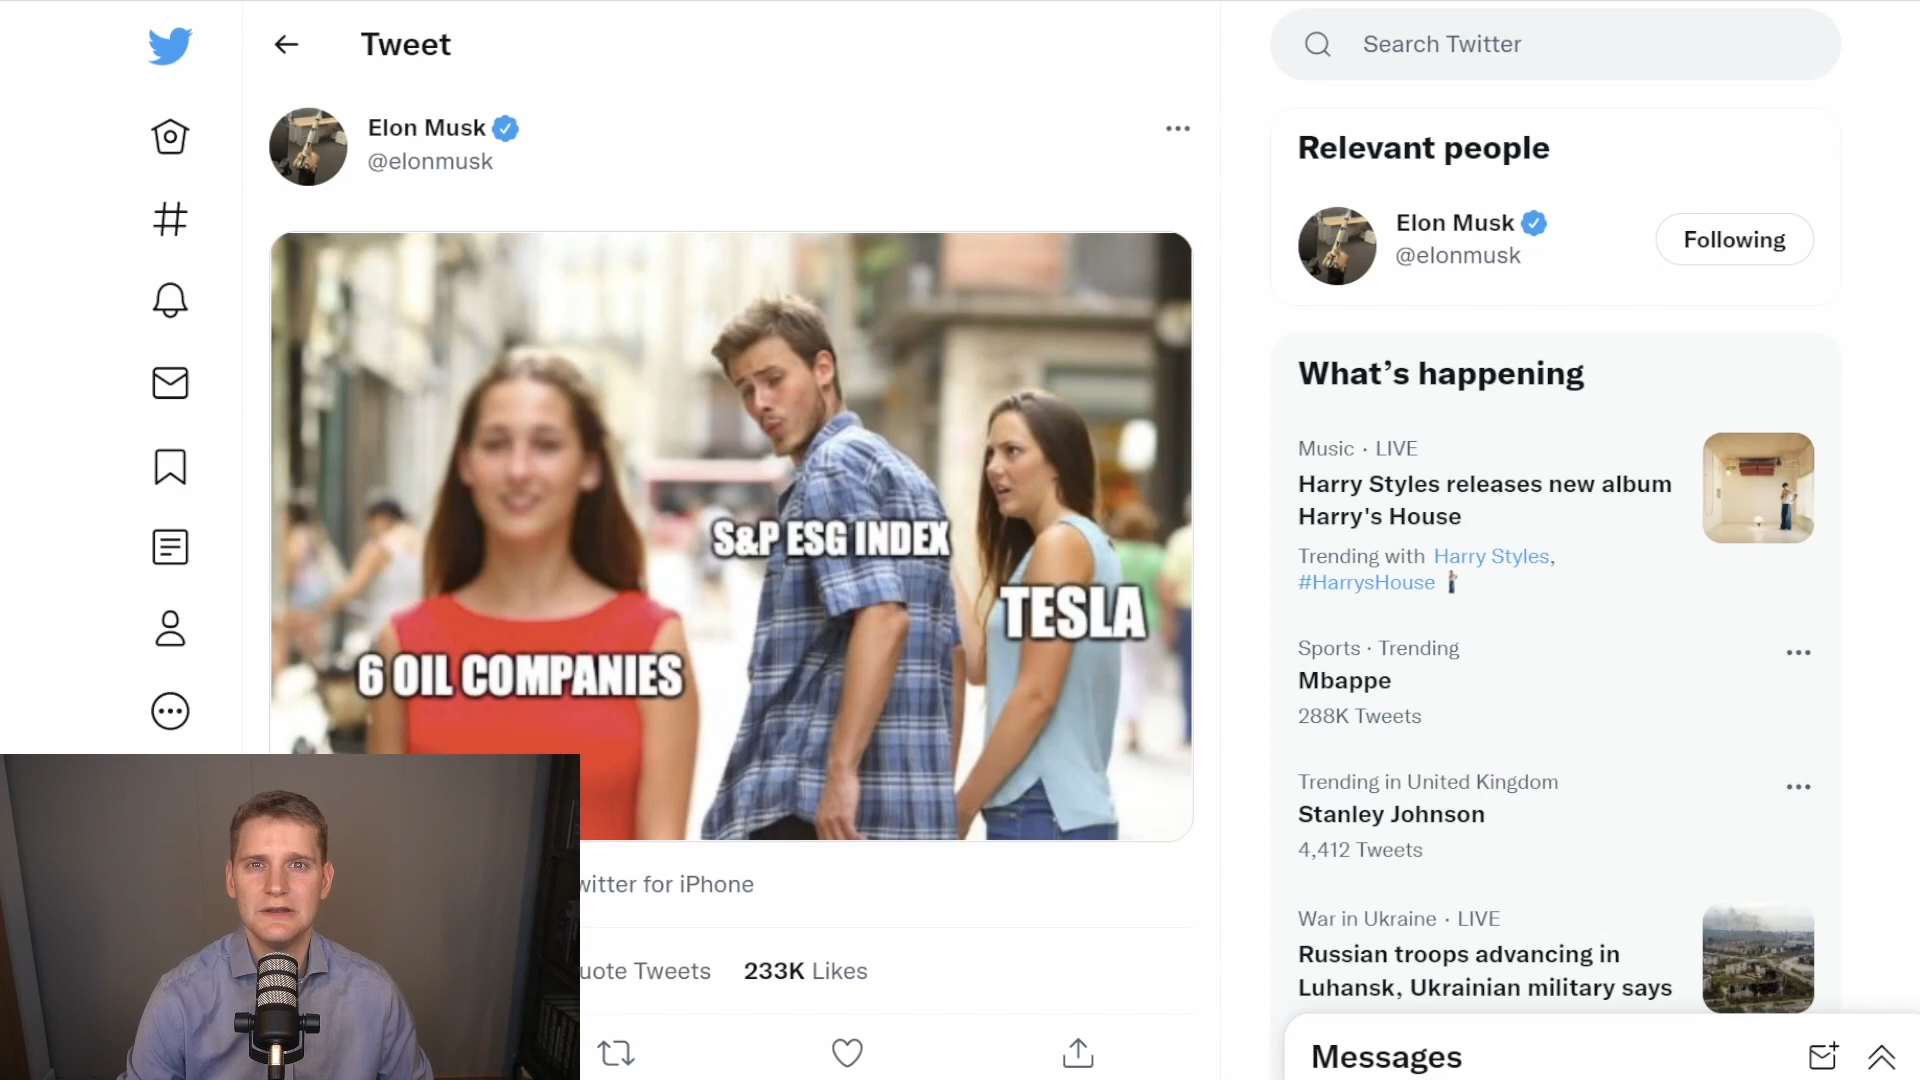 Tweet
Elon Musk
@elonmusk
S&P ESG INDEX
TESLA
6 OIL COMPANIES
witter for iPhone
uote Tweets 233K Likes
Search Twitter
Relevant people
Elon Musk
@elonmusk
Following
What's happening
Music · LIVE
Harry Styles releases new album
Harry's House
Trending with Harry Styles,
#HarrysHouse
Sports · Trending
Mbappe
288K Tweets
Trending in United Kingdom
Stanley Johnson
4,412 Tweets
War in Ukraine · LIVE
Russian troops advancing in
Luhansk, Ukrainian military says
Messages